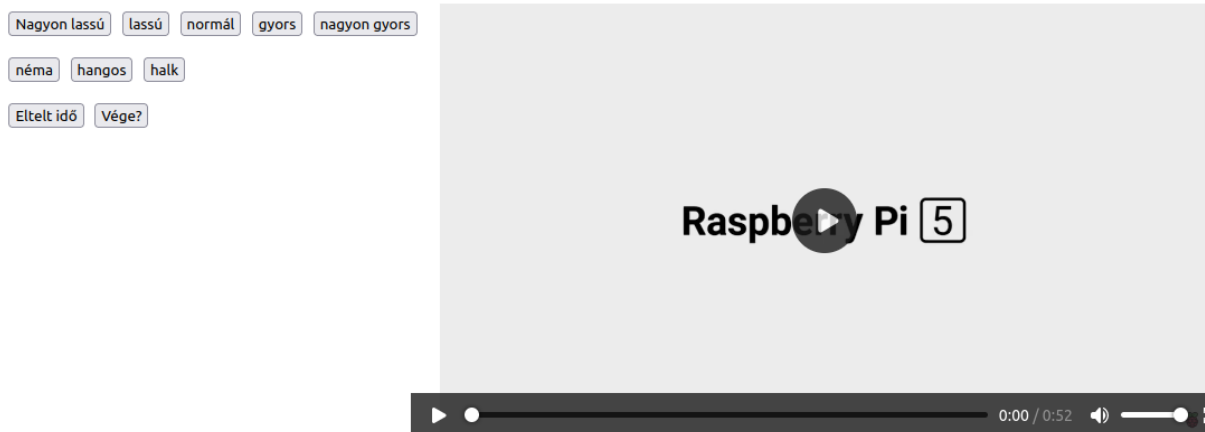 Nagyon lassú lassú normál gyors nagyon gyors
néma hangos halk
Eltelt idő Vége?
Raspberry Pi 5
0:00 / 0:52